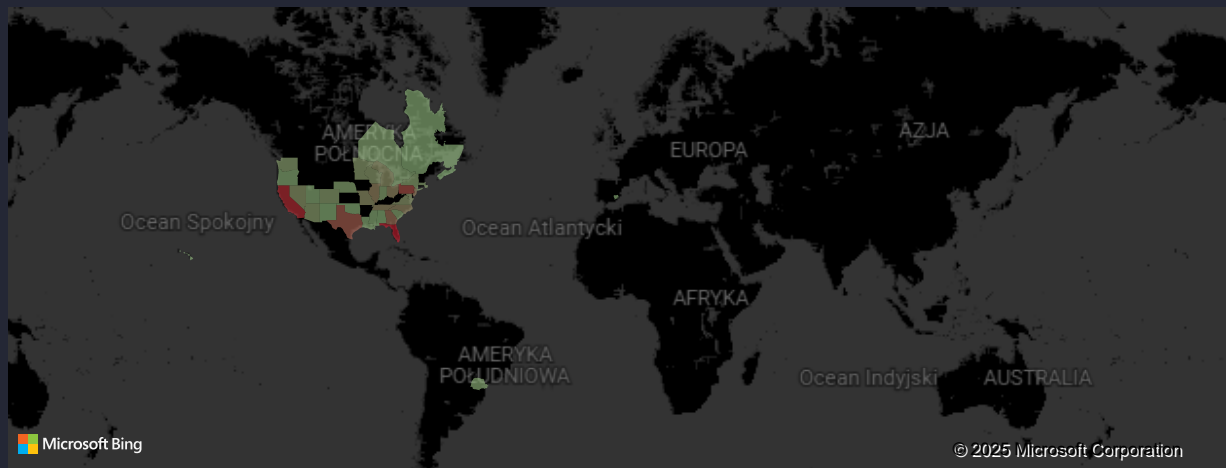 AMERYKA
PÓŁNOCNA
EUROPA
AZJA
Ocean Spokojny
Ocean Atlantycki
AFRYKA
AMERYKA
POŁUDNIOWA
Ocean Indyjski
AUSTRALIA
Microsoft Bing
© 2025 Microsoft Corporation